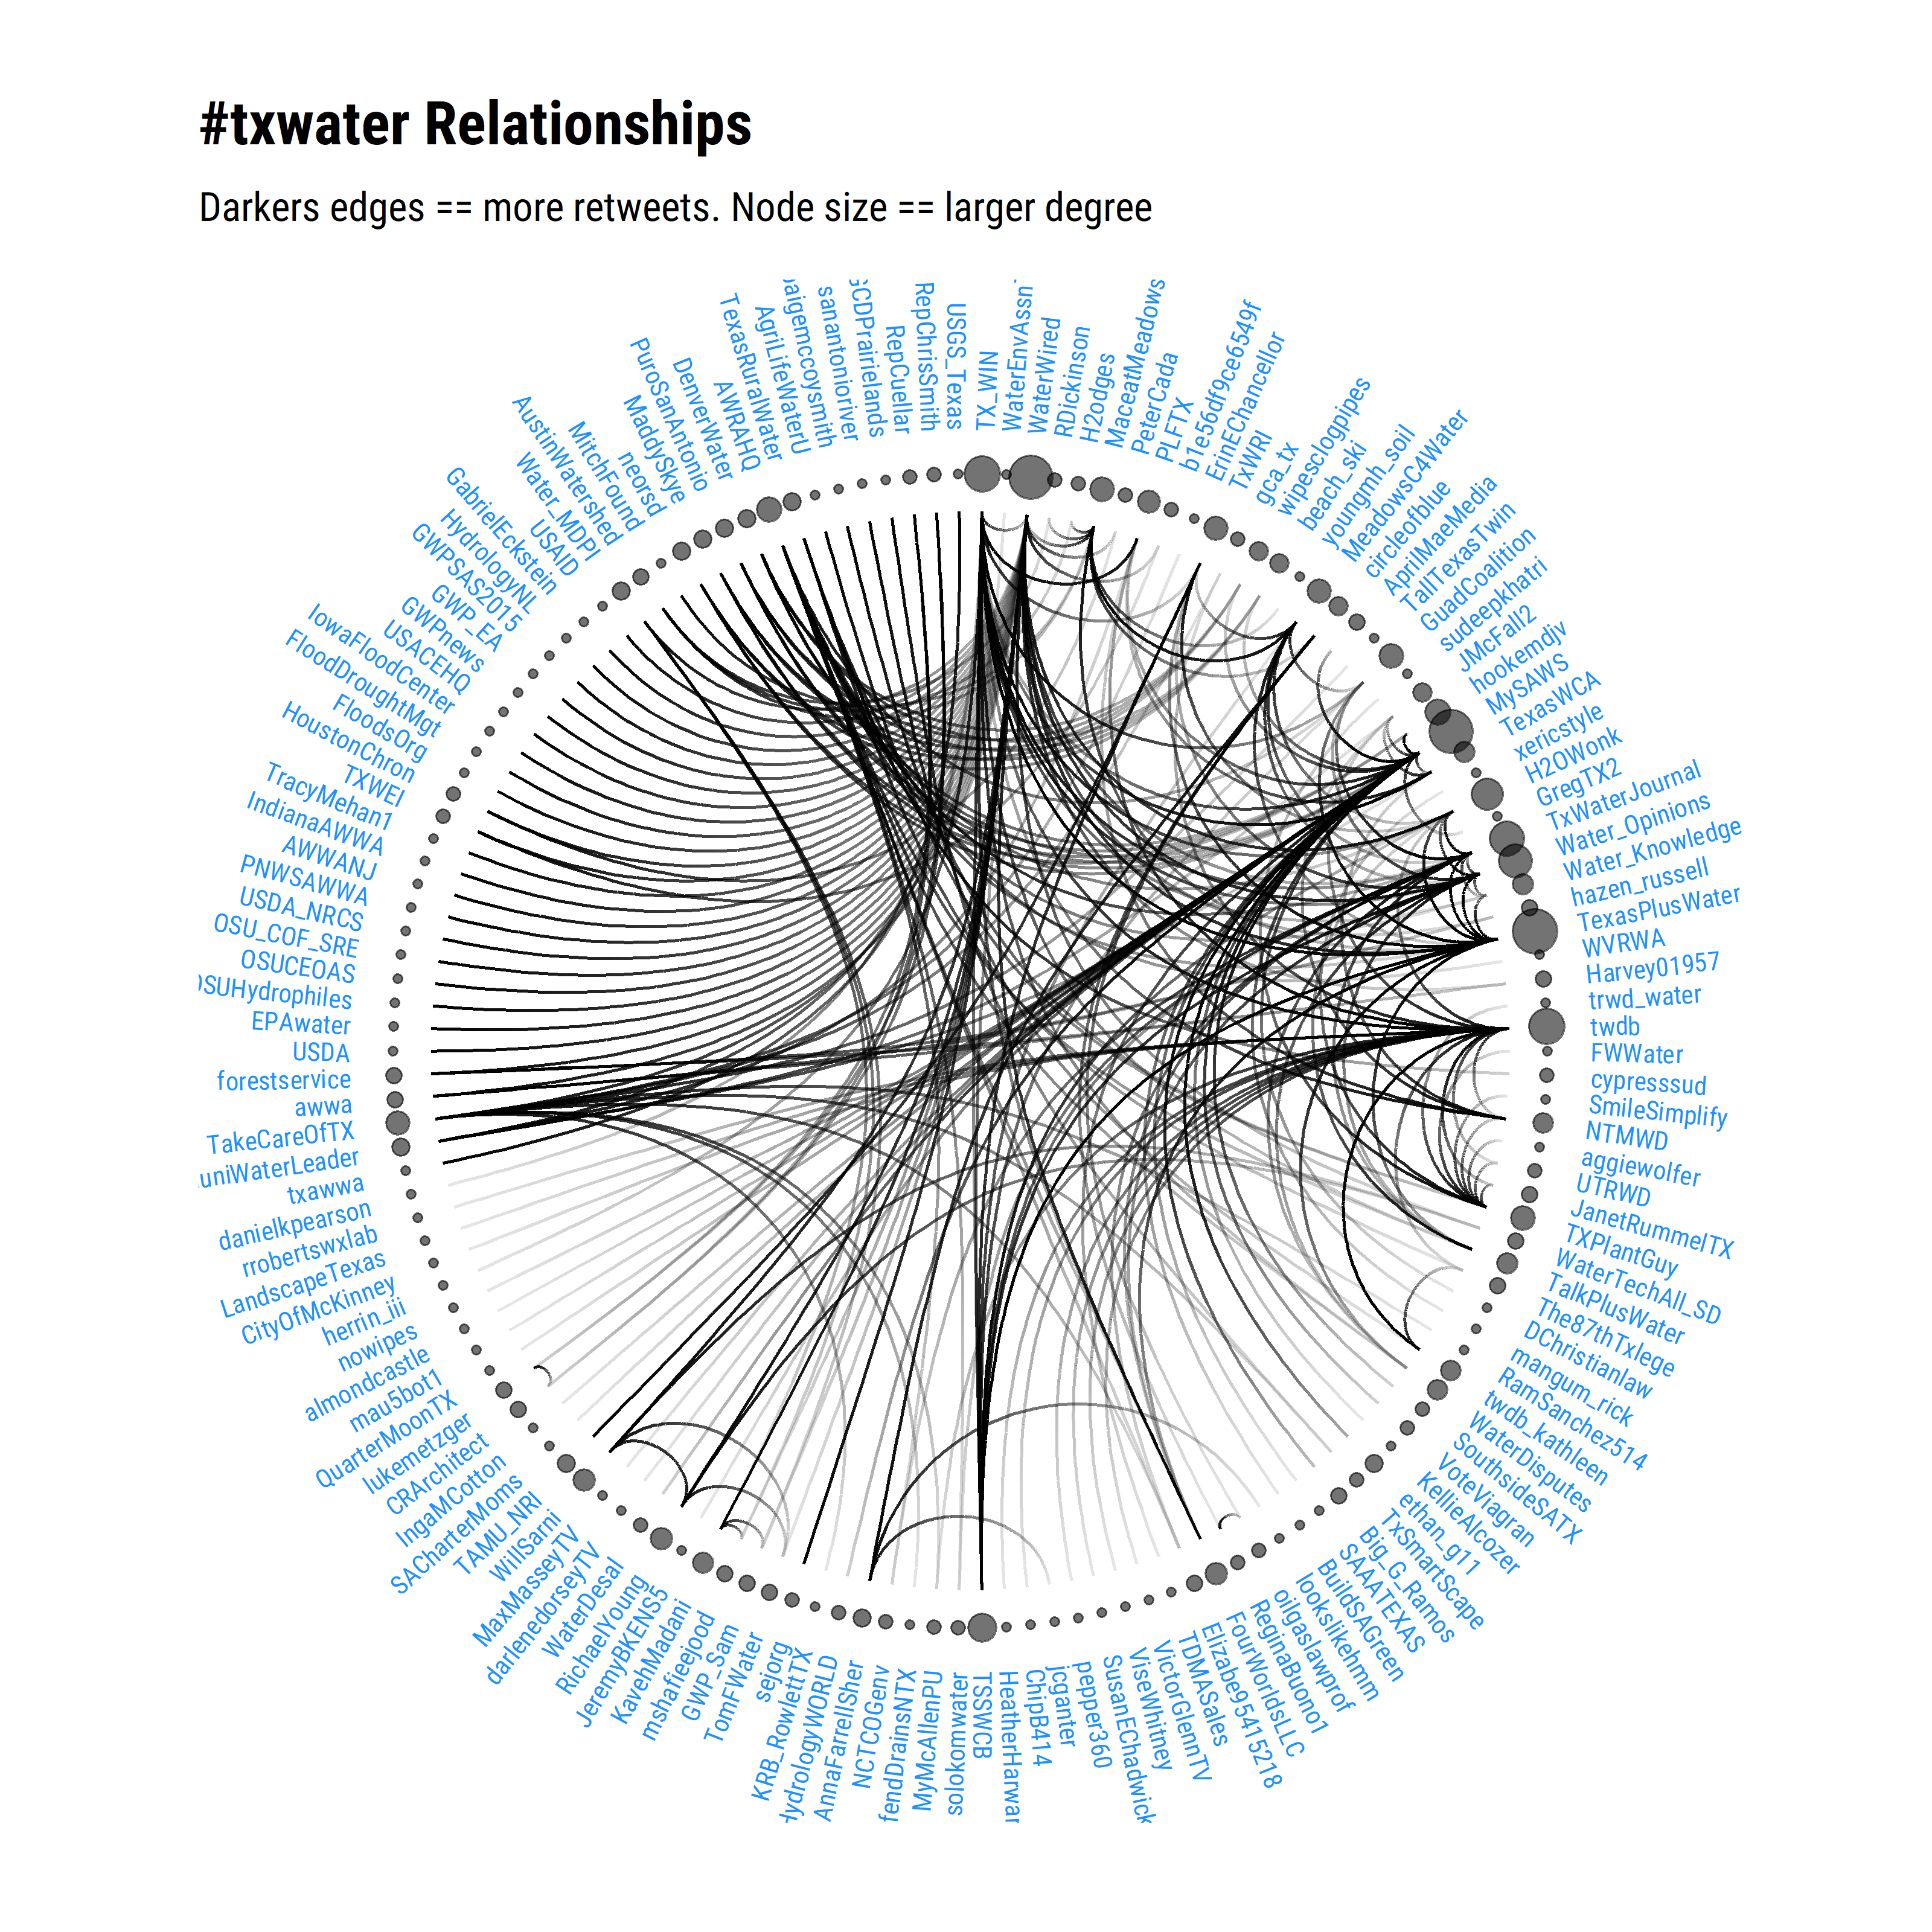 #txwater Relationships
Darkers edges == more retweets. Node size == larger degree
TX_WIN
WaterEnvAssn
WaterWired
RDickinson
H2odges
MaceatMeadows
PeterCada
PLFTX
b1e56df9ce6549f
ErinEChancellor
TxWRI
gca_tx
wipesclogpipes
beach_ski
youngmh_soil
MeadowsC4Water
circleofblue
AprilMaeMedia
TallTexasTwin
GuadCoalition
sudeepkhatri
JMcFall2
hookemdjv
MySAWS
TexasWCA
xericstyle
H2OWonk
GregTX2
TxWaterJournal
Water_Opinions
Water_Knowledge
hazen_russell
TexasPlusWater
WVRWA
Harvey01957
trwd_water
twdb
FWWater
cypresssud
SmileSimplify
NTMWD
aggiewolfer
UTRWD
JanetRummelTX
TXPlantGuy
WaterTechAll_SD
TalkPlusWater
The87thTxlege
DChristianlaw
mangum_rick
RamSanchez514
twdb_kathleen
WaterDisputes
SouthsideSATX
VoteViagran
KellieAlcozer
ethan_g11
TxSmartScape
Big_G_Ramos
SAAATEXAS
BuildSAGreen
lookslikehmm
oilgaslawprof
ReginaBuono1
FourWorldsLLC
Elizabe95415218
TDMASales
VictorGlennTV
ViseWhitney
SusanEChadwick
pepper360
jcganter
ChipB414
HeatherHarwar
TSSWCB
solokomwater
MyMcAllenPU
fendDrainsNTX
NCTCOGenv
AnnaFarrellSher
HydrologyWORLD
KRB_RowlettTX
sejorg
TomFWater
GWP_Sam
mshafieejood
KavehMadani
JeremyBKENS5
RichaelYoung
WaterDesal
darlenedorseyTV
MaxMasseyTV
WillSarni
TAMU_NRI
SACharterMoms
IngaMCotton
CRArchitect
lukemetzger
QuarterMoonTX
mau5bot1
almondcastle
nowipes
herrin_iii
CityOfMcKinney
LandscapeTexas
rrobertswxlab
danielkpearson
txawwa
uniWaterLeader
TakeCareOfTX
awwa
forestservice
USDA
EPAwater
OSUHydrophiles
OSUCEOAS
OSU_COF_SRE
USDA_NRCS
PNWSAWWA
AWWANJ
IndianaAWWA
TracyMehan1
TXWEI
HoustonChron
FloodsOrg
FloodDroughtMgt
IowaFloodCenter
USACEHQ
GWPnews
GWP_EA
GWPSAS2015
HydrologyNL
GabrielEckstein
USAID
Water_MDPI
AustinWatershed
MitchFound
neorsd
MaddySkye
PuroSanAntonio
DenverWater
AWRAHQ
TexasRuralWater
AgriLifeWaterU
paigemccoysmith
sanantonioriver
GCDPrairielands
RepCuellar
RepChrisSmith
USGS_Texas